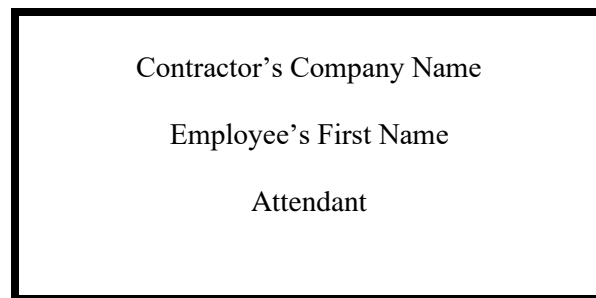 Contractor’s Company Name
Employee’s First Name
Attendant